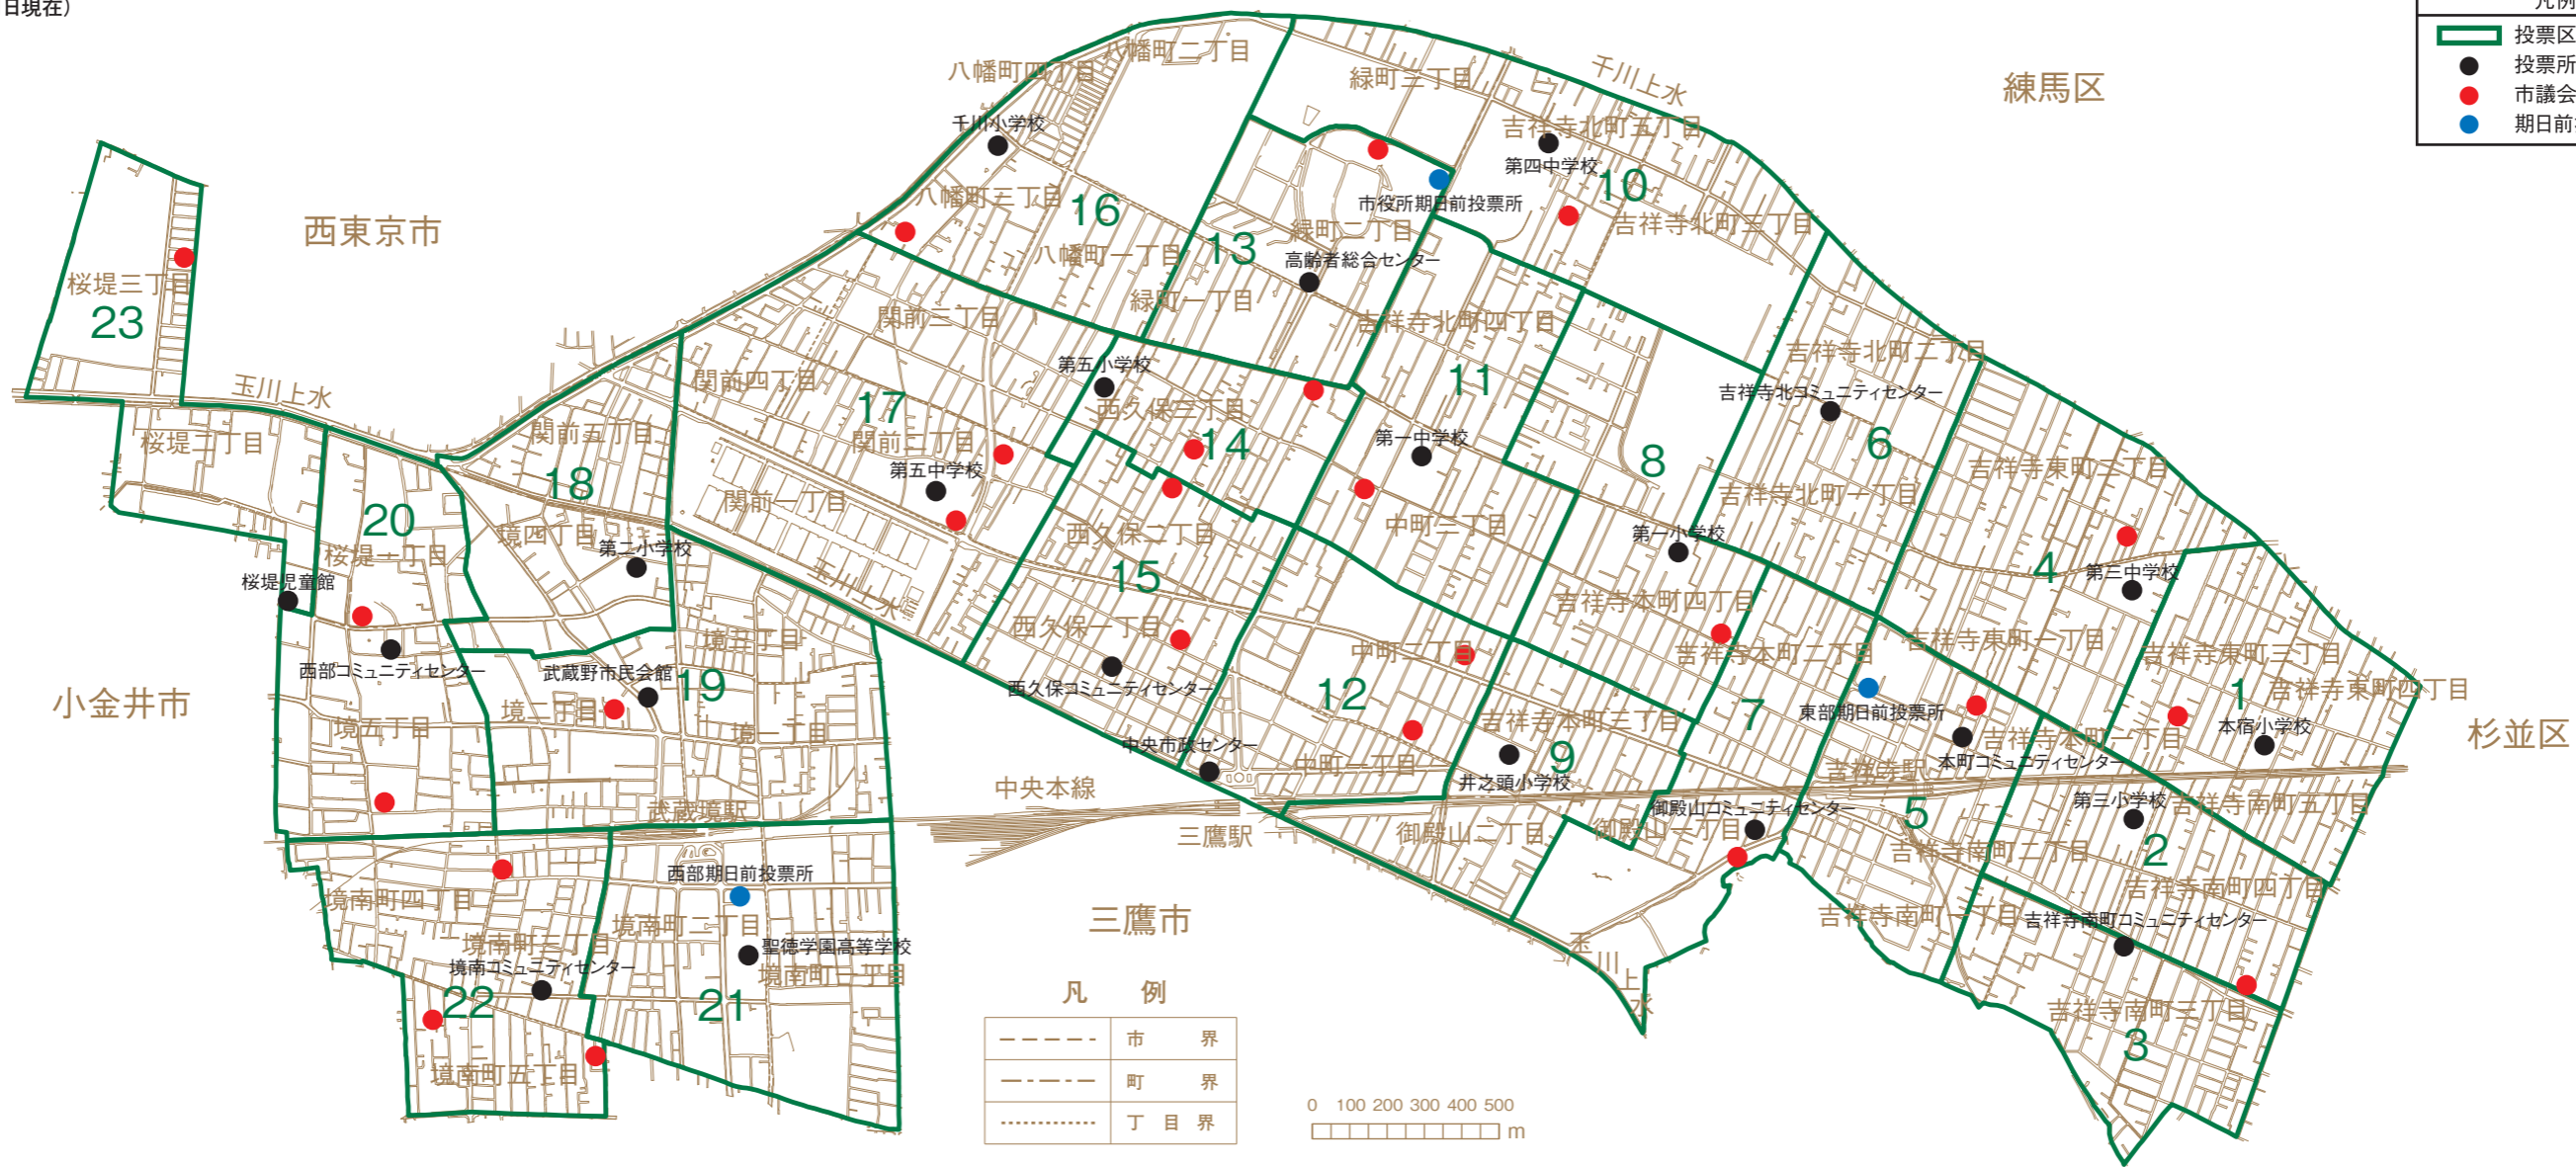 日現在）
凡例
投票区
投票所
市議会
期日前
練馬区
西東京市
小金井市
杉並区
三鷹市
八幡町二丁目
八幡町四丁目
千川小学校
八幡町三丁目
16
八幡町一丁目
緑町三丁目
千川上水
吉祥寺北町五丁目
第四中学校
10
市役所期日前投票所
吉祥寺北町三丁目
緑町二丁目
13
高齢者総合センター
緑町一丁目
桜堤三丁目
23
玉川上水
桜堤二丁目
関前三丁目
関前四丁目
17
関前二丁目
第五中学校
関前一丁目
関前五丁目
18
第五小学校
西久保三丁目
14
吉祥寺北町四丁目
11
第一中学校
8
吉祥寺北町二丁目
吉祥寺北コミュニティセンター
6
吉祥寺北町一丁目
吉祥寺東町二丁目
20
桜堤一丁目
境四丁目
第二小学校
桜堤児童館
玉川上水
西久保二丁目
15
中町三丁目
第一小学校
4
第三中学校
西部コミュニティセンター
境三丁目
武蔵野市民会館
19
境二丁目
境一丁目
境五丁目
西久保一丁目
西久保コミュニティセンター
中町二丁目
12
吉祥寺本町四丁目
吉祥寺本町二丁目
吉祥寺東町一丁目
吉祥寺東町三丁目
1
吉祥寺東町四丁目
本宿小学校
東部期日前投票所
7
吉祥寺本町三丁目
9
井之頭小学校
吉祥寺本町一丁目
本町コミュニティセンター
吉祥寺駅
中央市政センター
中町一丁目
中央本線
三鷹駅
武蔵境駅
御殿山二丁目
御殿山一丁目
御殿山コミュニティセンター
5
第三小学校
吉祥寺南町五丁目
2
吉祥寺南町二丁目
吉祥寺南町四丁目
吉祥寺南町一丁目
吉祥寺南町コミュニティセンター
吉祥寺南町三丁目
3
玉川上水
西部期日前投票所
境南町四丁目
境南町三丁目
境南町二丁目
聖徳学園高等学校
境南町一丁目
境南コミュニティセンター
22
21
境南町五丁目
凡　例
市　界
町　界
丁目界
0 100 200 300 400 500
m